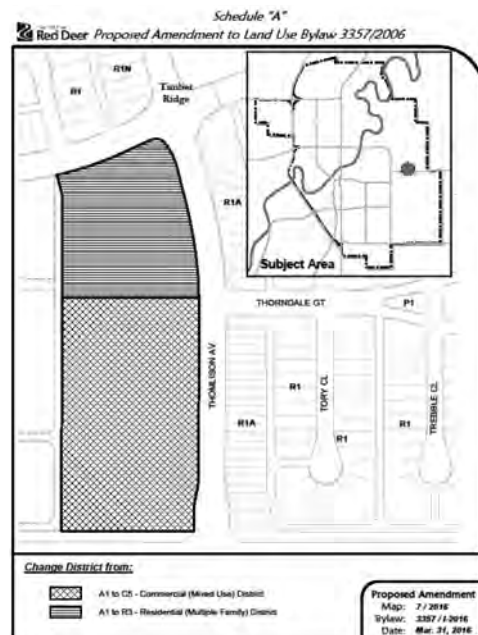 Schedule "A"
Red Deer Proposed Amendment to Land Use Bylaw 3357/2006
R1N
R1
Timber
Ridge
R1A
Subject Area
THORNDALE GT
P1
THOMLISON AV
R1A
R1
TORY CL
R1
TREBBLE CL
R1
Change District from:
A1 to C5 - Commercial (Mixed Use) District
A1 to R3 - Residential (Multiple Family) District
Proposed Amendment
Map: 7 / 2016
Bylaw: 3357 / I-2016
Date: Mar. 31, 2016